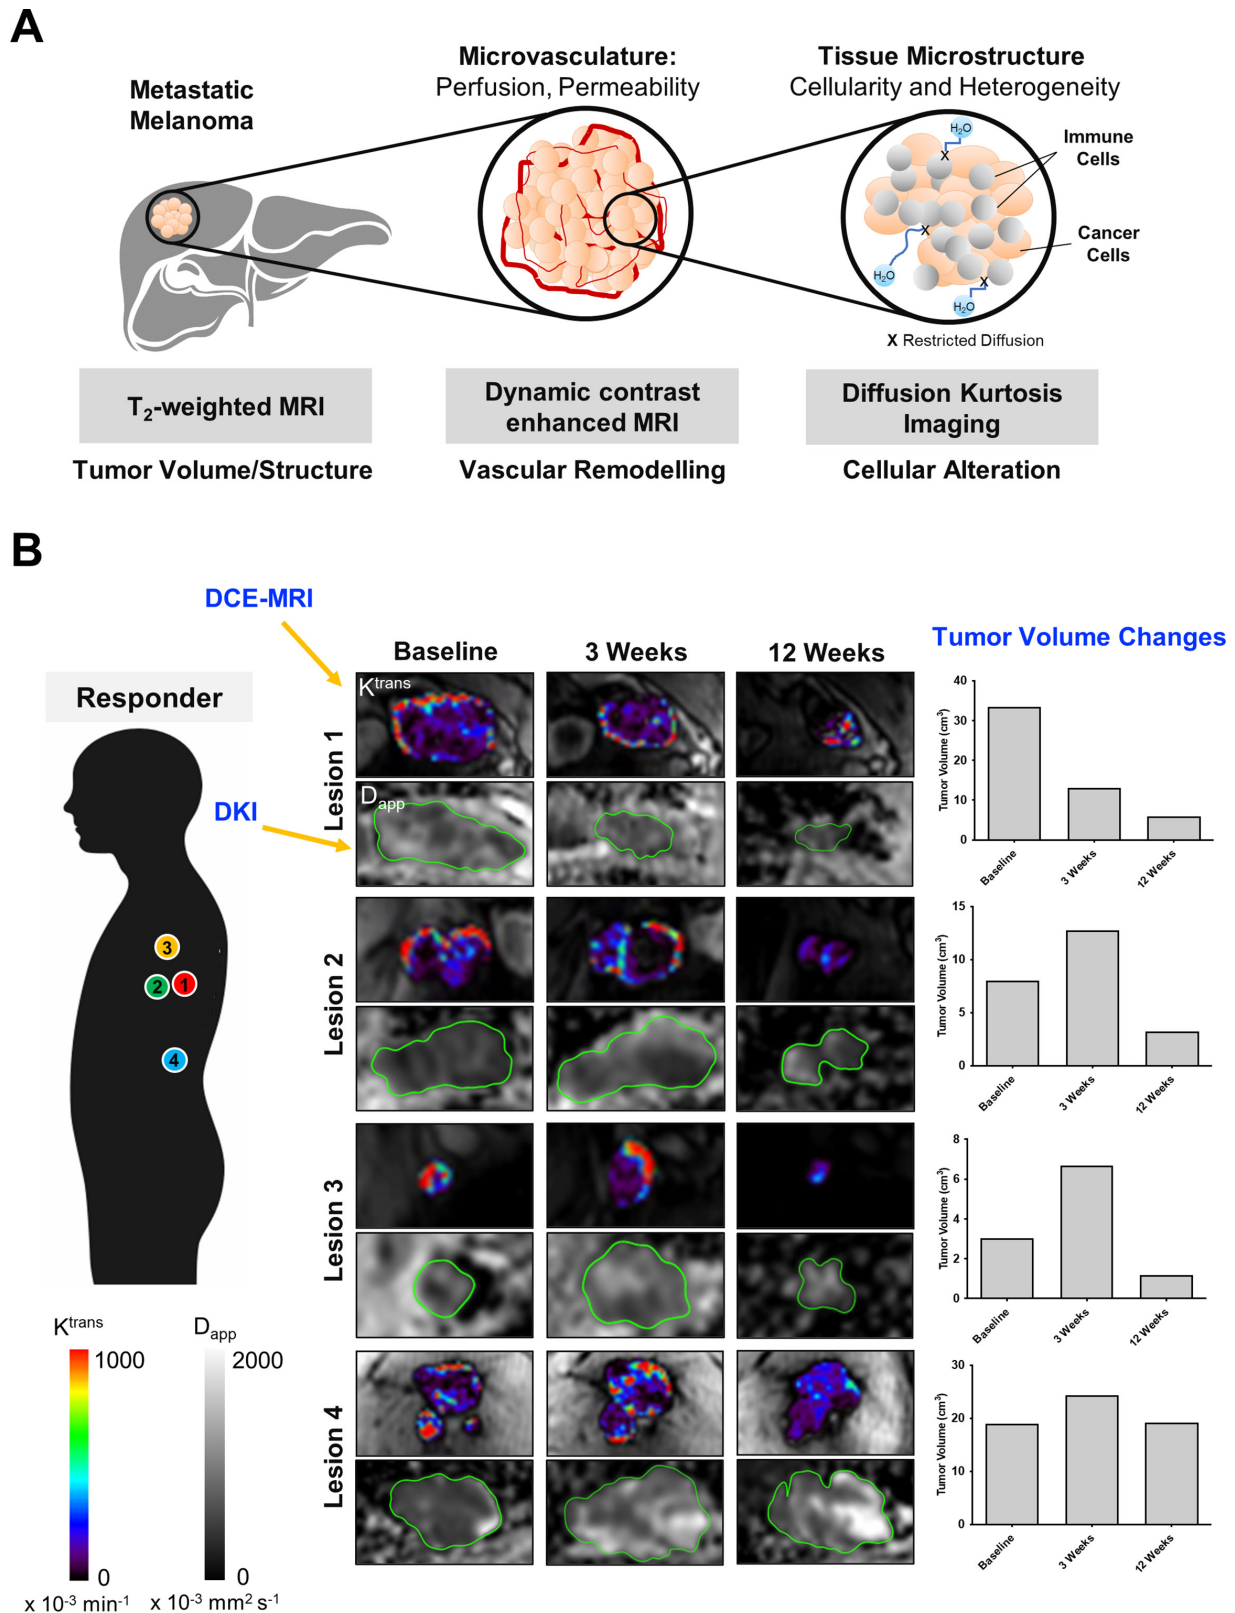 A
Metastatic
Melanoma
Microvasculature:
Perfusion, Permeability
Tissue Microstructure
Cellularity and Heterogeneity
H₂O
Immune
Cells
X
X
Cancer
Cells
H₂O
X
H₂O
X Restricted Diffusion
T₂-weighted MRI
Dynamic contrast
enhanced MRI
Diffusion Kurtosis
Imaging
Tumor Volume/Structure
Vascular Remodelling
Cellular Alteration
B
DCE-MRI
DKI
Responder
3
2
1
4
Baseline
3 Weeks
12 Weeks
Tumor Volume Changes
Lesion 1
Kᵗʳᵃⁿˢ
Dapp
Tumor Volume (cm³)
40
30
20
10
0
Baseline
3 Weeks
12 Weeks
Lesion 2
Tumor Volume (cm³)
15
10
5
0
Baseline
3 Weeks
12 Weeks
Lesion 3
Tumor Volume (cm³)
8
6
4
2
0
Baseline
3 Weeks
12 Weeks
Lesion 4
Tumor Volume (cm³)
30
20
10
0
Baseline
3 Weeks
12 Weeks
Kᵗʳᵃⁿˢ
1000
0
x 10⁻³ min⁻¹
Dapp
2000
0
x 10⁻³ mm² s⁻¹